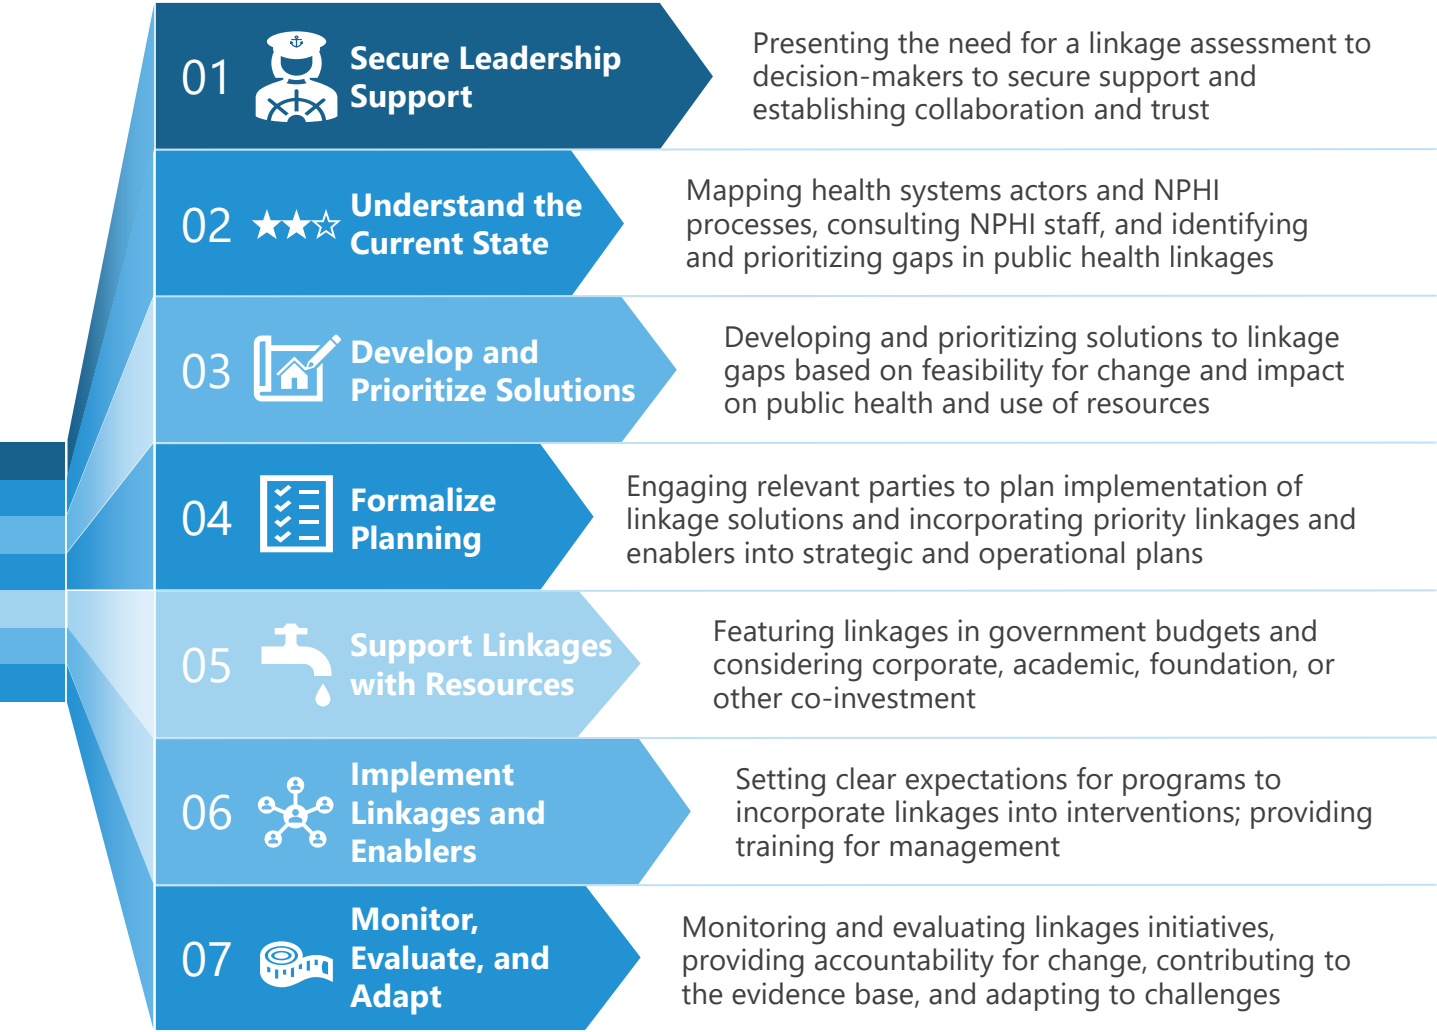 01
Secure Leadership
Support
Presenting the need for a linkage assessment to
decision-makers to secure support and
establishing collaboration and trust
02
Understand the
Current State
Mapping health systems actors and NPHI
processes, consulting NPHI staff, and identifying
and prioritizing gaps in public health linkages
03
Develop and
Prioritize Solutions
Developing and prioritizing solutions to linkage
gaps based on feasibility for change and impact
on public health and use of resources
04
Formalize
Planning
Engaging relevant parties to plan implementation of
linkage solutions and incorporating priority linkages and
enablers into strategic and operational plans
05
Support Linkages
with Resources
Featuring linkages in government budgets and
considering corporate, academic, foundation, or
other co-investment
06
Implement
Linkages and
Enablers
Setting clear expectations for programs to
incorporate linkages into interventions; providing
training for management
07
Monitor,
Evaluate, and
Adapt
Monitoring and evaluating linkages initiatives,
providing accountability for change, contributing to
the evidence base, and adapting to challenges